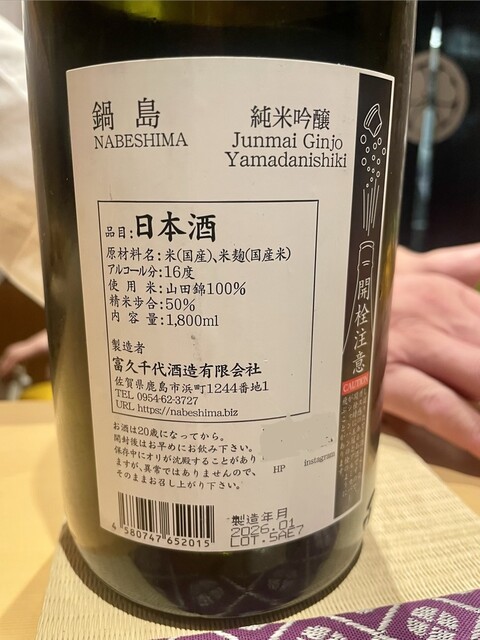 鍋島
NABESHIMA
純米吟醸
Junmai Ginjo
Yamadanishiki
品目:日本酒
原材料名:米(国産)、米麹(国産米)
アルコール分:16度
使用米:山田錦100%
精米歩合:50%
内容量:1,800ml
製造者
富久千代酒造有限会社
佐賀県鹿島市浜町1244番地1
TEL 0954-62-3727
URL https://nabeshima.biz
お酒は20歳になってから。
開封後はお早めにお飲み下さい。
保存中にオリが沈殿することがあり
ますが、異常ではありませんので、
そのままお召し上がり下さい。
HP
instagram
4580747652015
製造年月
2026.01
LOT.5AE7
開栓注意
CAUTION